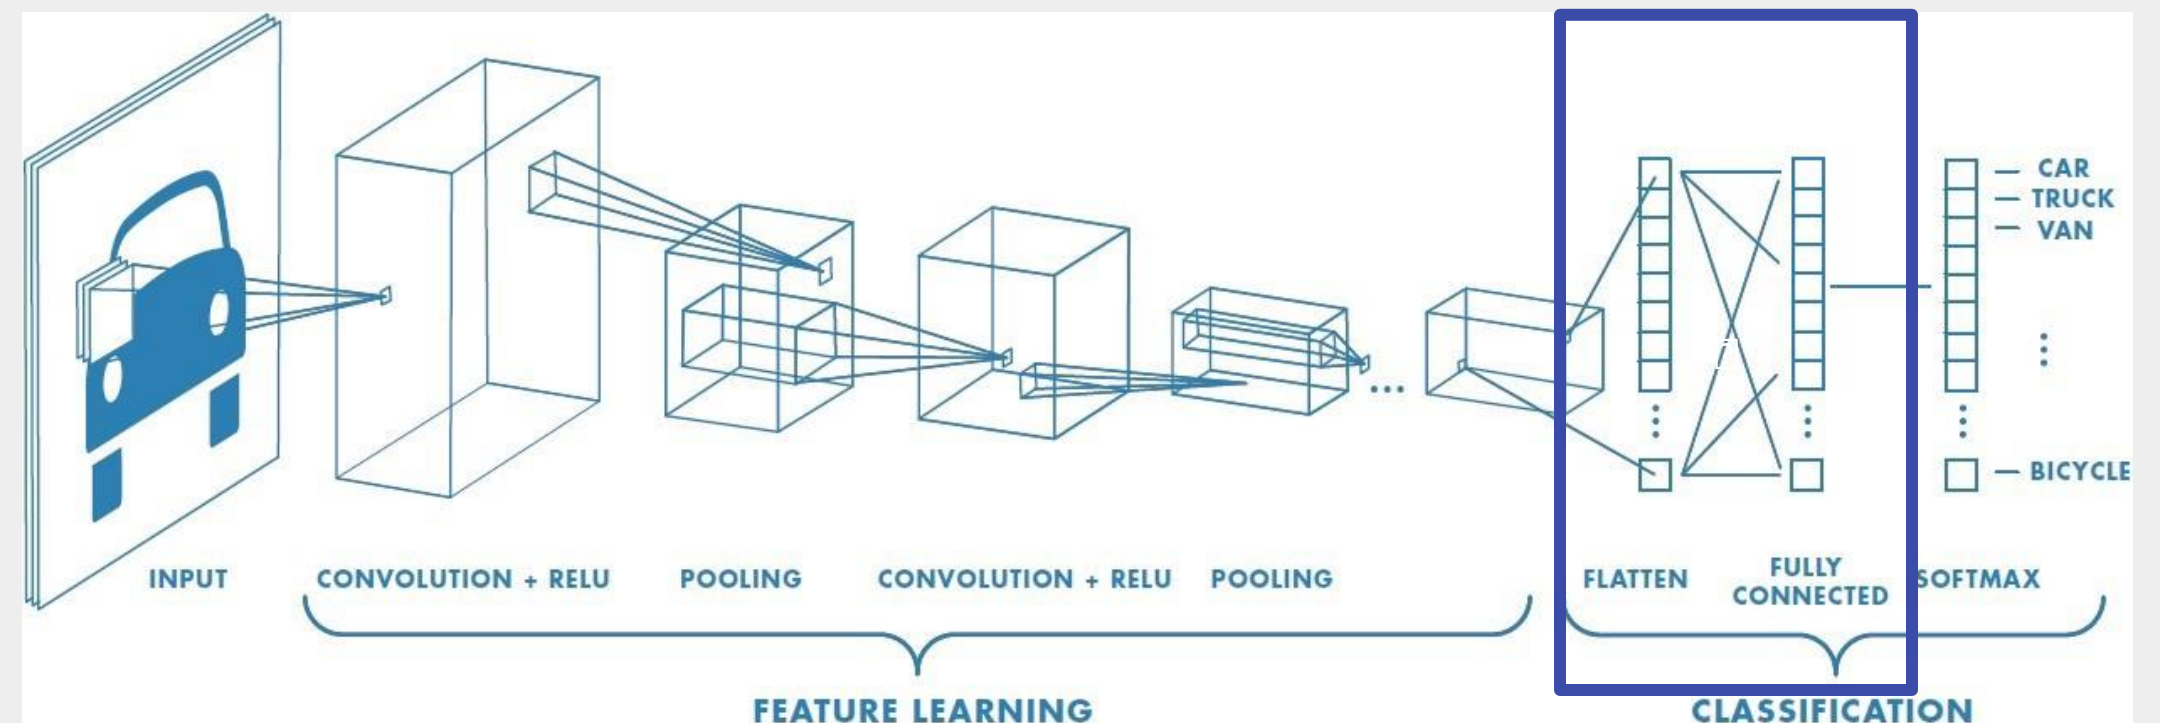 CAR
TRUCK
VAN
BICYCLE
INPUT
CONVOLUTION + RELU
POOLING
CONVOLUTION + RELU
POOLING
FLATTEN
FULLY
CONNECTED
SOFTMAX
FEATURE LEARNING
CLASSIFICATION